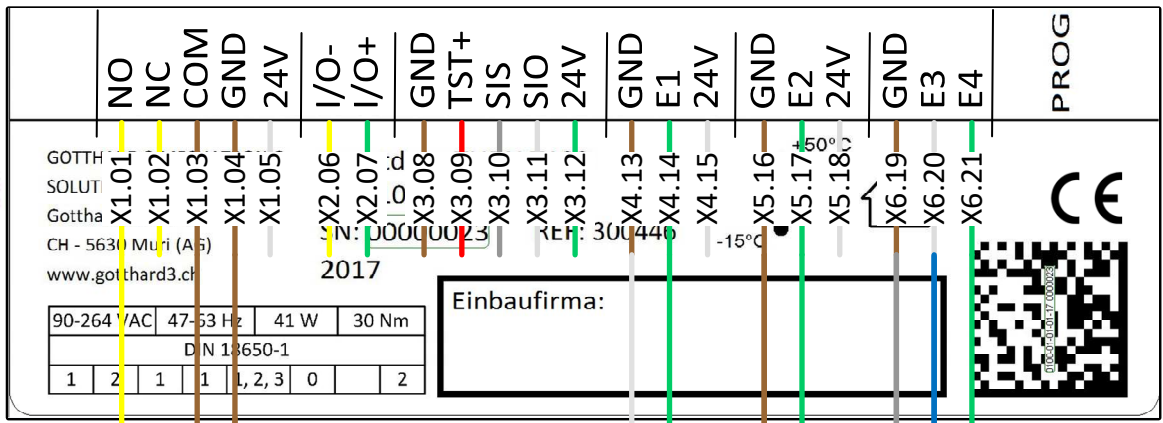 NO
NC
COM
GND
24V
I/O-
I/O+
GND
TST+
SIS
SIO
24V
GND
E1
24V
GND
E2
24V
GND
E3
E4
PROG
X1.01
X1.02
X1.03
X1.04
X1.05
X2.06
X2.07
X3.08
X3.09
X3.10
X3.11
X3.12
X4.13
X4.14
X4.15
X5.16
X5.17
X5.18
X6.19
X6.20
X6.21
GOTTH
SOLUT
Gottha
CH - 5630 Muri (AG)
www.gotthard3.ch
td
.0
SN: 00000023
REF: 300446
2017
+50°C
-15°C
CE
Einbaufirma:
90-264 VAC 47-63 Hz 41 W 30 Nm
DIN 18650-1
1 2 1 1 1, 2, 3 0 2